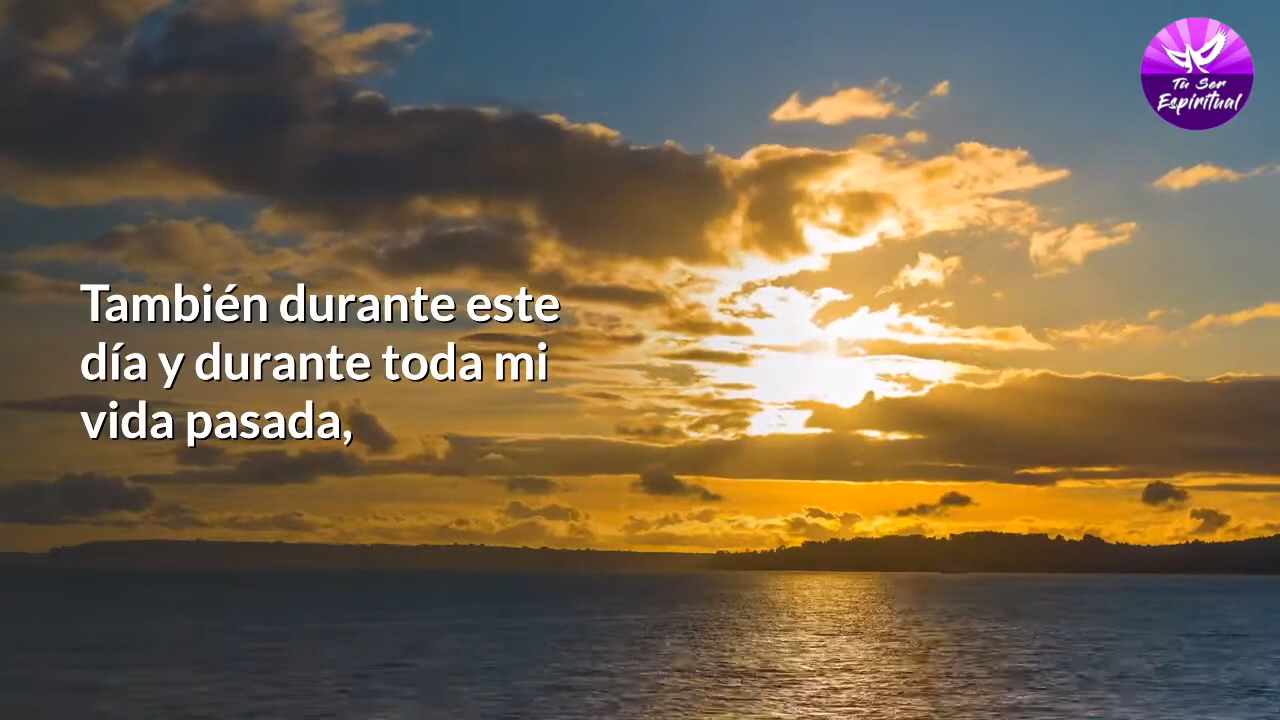 Tu Ser
Espiritual
También durante este
día y durante toda mi
vida pasada,